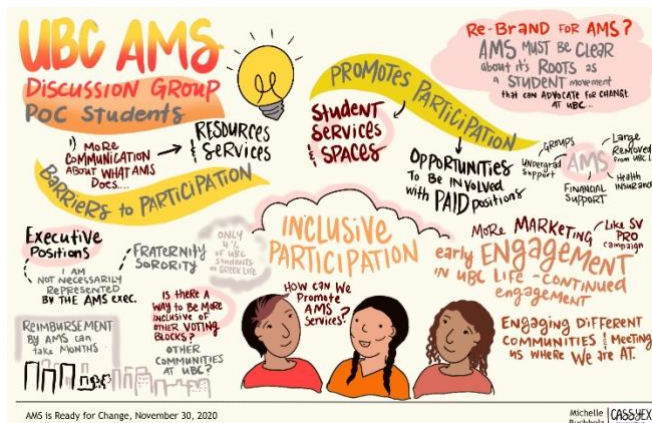 UBC AMS
DISCUSSION GROUP
POC STUDENTS
1) MORE
COMMUNICATION
ABOUT WHAT AMS
DOES....
RESOURCES
& SERVICES
BARRIERS to PARTICIPATION
Executive
Positions
I AM
NOT NECESSARILY
REPRESENTED
BY THE AMS EXEC.
FRATERNITY
SORORITY
ONLY
4%
OF UBC
STUDENTS
IN GREEK LIFE
REIMBURSEMENT
BY AMS can
take MONTHS
IS THERE A
WAY TO BE MORE
INCLUSIVE OF
OTHER VOTING
BLOCKS?
OTHER
COMMUNITIES
AT UBC?
PROMOTES PARTICIPATION
Student
Services
& SPACES
OPPORTUNITIES
To BE INVOLVED
with PAID positions
INCLUSIVE
PARTICIPATION
HOW CAN WE
PROMOTE
AMS
SERVICES?
RE-BRAND FOR AMS?
AMS MUST BE CLEAR
about it's ROOTS as
a STUDENT movement
that can ADVOCATE FOR CHANGE
AT UBC...
GROUPS
Undergrad
Support
AMS
FINANCIAL
SUPPORT
Large
Removed
from UBC
Health
Insurance
MORE MARKETING
Like SV
PRO
campaign
early ENGAGEMENT
IN UBC LIFE - CONTINUED
engagement
ENGAGING DIFFERENT
COMMUNITIES & MEETING
US WHERE WE ARE AT.
AMS is Ready for Change, November 30, 2020
Michelle
Buchholz
CASSYEX